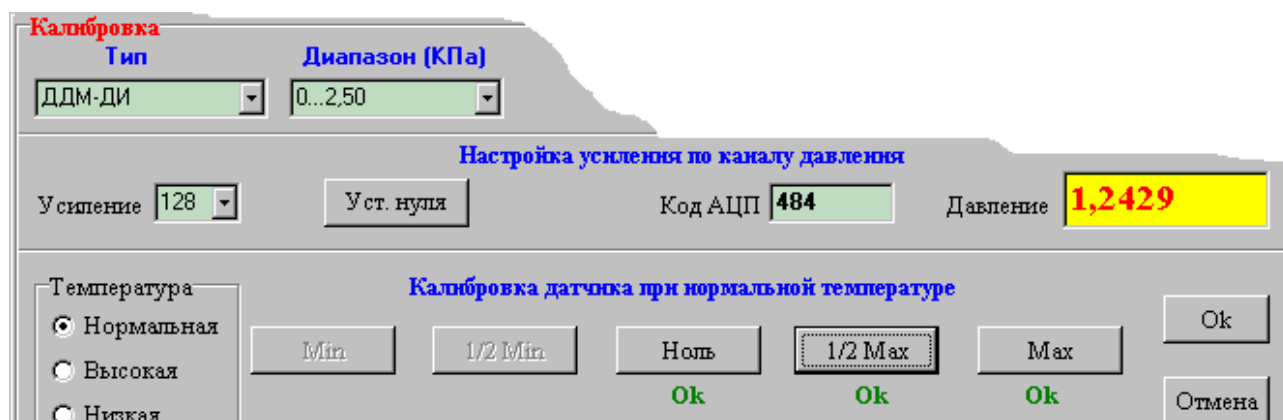 Калибровка
Тип Диапазон (КПа)
ДДМ-ДИ 0...2,50
Настройка усиления по каналу давления
Усиление 128 Уст. нуля Код АЦП 484 Давление 1,2429
Температура Калибровка датчика при нормальной температуре
Нормальная Min 1/2 Min Ноль 1/2 Max Max Ok
Высокая Ok Ok Ok
Низкая Отмена